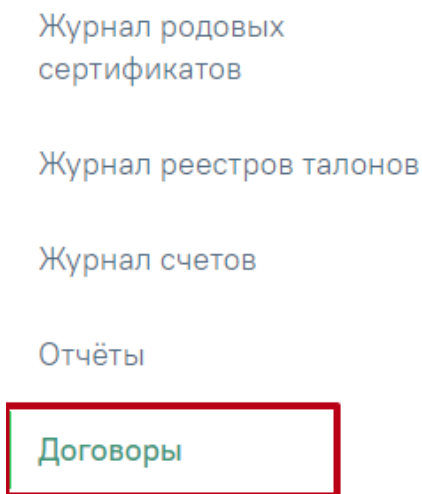 Журнал родовых
сертификатов
Журнал реестров талонов
Журнал счетов
Отчёты
Договоры